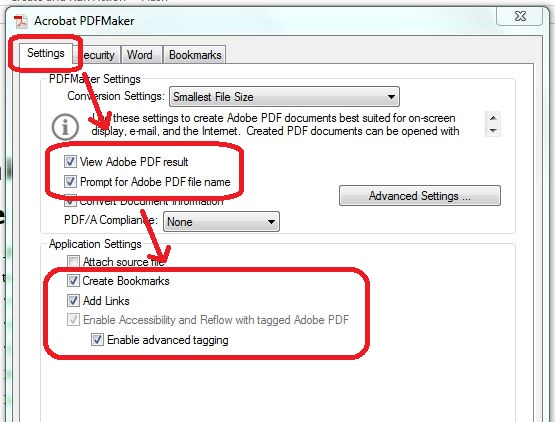 Acrobat PDFMaker
Settings Security Word Bookmarks
PDFMaker Settings
Conversion Settings: Smallest File Size
Use these settings to create Adobe PDF documents best suited for on-screen
display, e-mail, and the Internet. Created PDF documents can be opened with
View Adobe PDF result
Prompt for Adobe PDF file name
Convert Document Information
Advanced Settings ...
PDF/A Compliance: None
Application Settings
Attach source file
Create Bookmarks
Add Links
Enable Accessibility and Reflow with tagged Adobe PDF
Enable advanced tagging